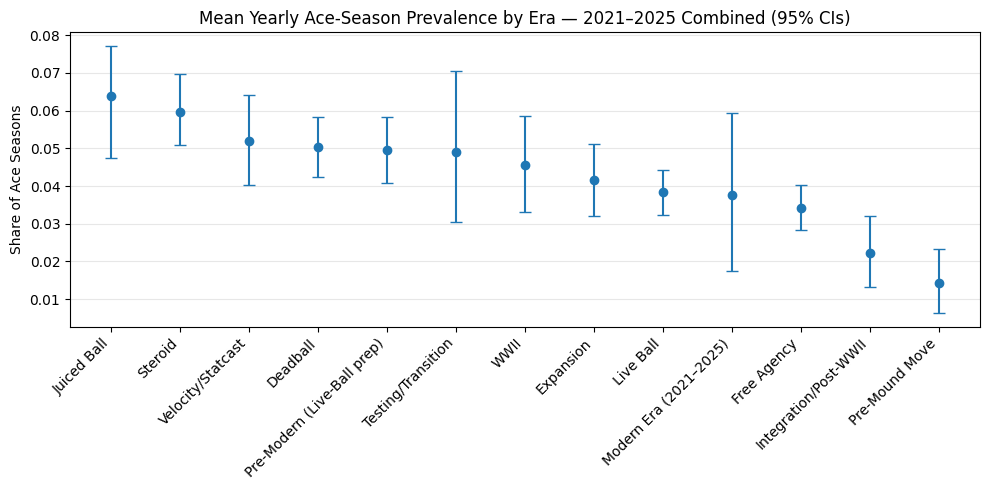 Mean Yearly Ace-Season Prevalence by Era — 2021–2025 Combined (95% CIs)
Share of Ace Seasons
0.08
0.07
0.06
0.05
0.04
0.03
0.02
0.01
Juiced Ball
Steroid
Velocity/Statcast
Deadball
Pre-Modern (Live-Ball prep)
Testing/Transition
WWII
Expansion
Live Ball
Modern Era (2021–2025)
Free Agency
Integration/Post-WWII
Pre-Mound Move